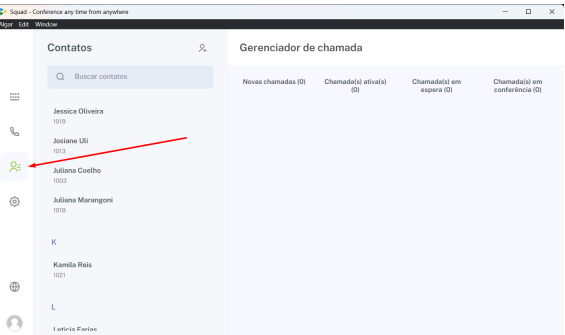 Squad - Conference any time from anywhere
Algar Edit Window
Contatos
Gerenciador de chamada
Buscar contatos
Novas chamadas (0)
Chamada(s) ativa(s)
(0)
Chamada(s) em
espera (0)
Chamada(s) em
conferência (0)
Jessica Oliveira
1019
Josiane Uli
1013
Juliana Coelho
1003
Juliana Marangoni
1018
K
Kamila Reis
1021
L
Leticia Farias